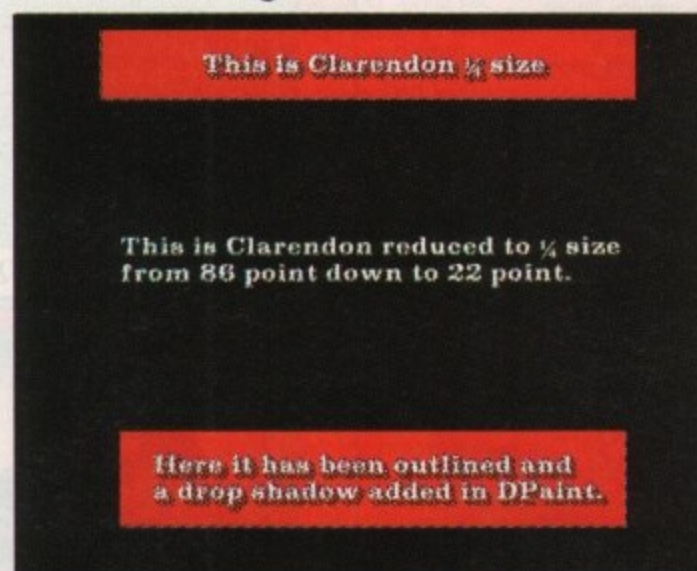 This is Clarendon ¼ size
This is Clarendon reduced to ¼ size
from 86 point down to 22 point.
Here it has been outlined and
a drop shadow added in DPaint.